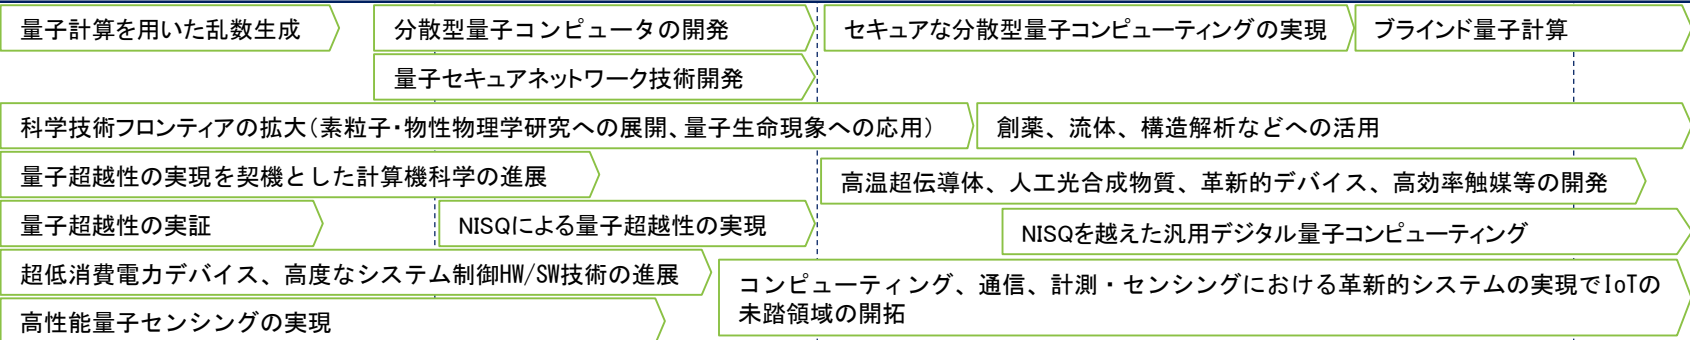 量子計算を用いた乱数生成
分散型量子コンピュータの開発
セキュアな分散型量子コンピューティングの実現
ブラインド量子計算
量子セキュアネットワーク技術開発
科学技術フロンティアの拡大(素粒子・物性物理学研究への展開、量子生命現象への応用)
創薬、流体、構造解析などへの活用
量子超越性の実現を契機とした計算機科学の進展
高温超伝導体、人工光合成物質、革新的デバイス、高効率触媒等の開発
量子超越性の実証
NISQによる量子超越性の実現
NISQを越えた汎用デジタル量子コンピューティング
超低消費電力デバイス、高度なシステム制御HW/SW技術の進展
コンピューティング、通信、計測・センシングにおける革新的システムの実現でIoTの
未踏領域の開拓
高性能量子センシングの実現